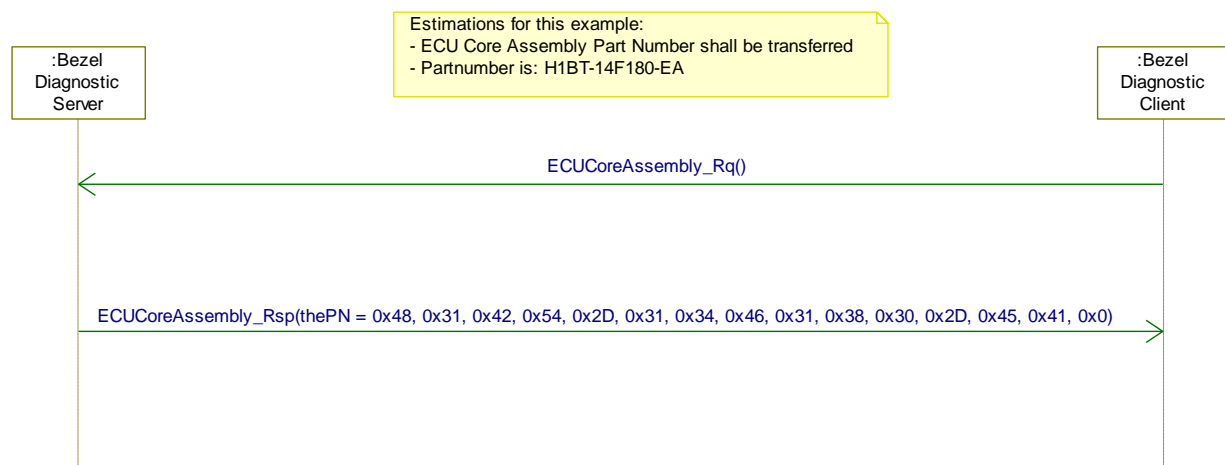 Estimations for this example:
- ECU Core Assembly Part Number shall be transferred
- Partnumber is: H1BT-14F180-EA
:Bezel
Diagnostic
Server
:Bezel
Diagnostic
Client
ECUCoreAssembly_Rq()
ECUCoreAssembly_Rsp(thePN = 0x48, 0x31, 0x42, 0x54, 0x2D, 0x31, 0x34, 0x46, 0x31, 0x38, 0x30, 0x2D, 0x45, 0x41, 0x0)